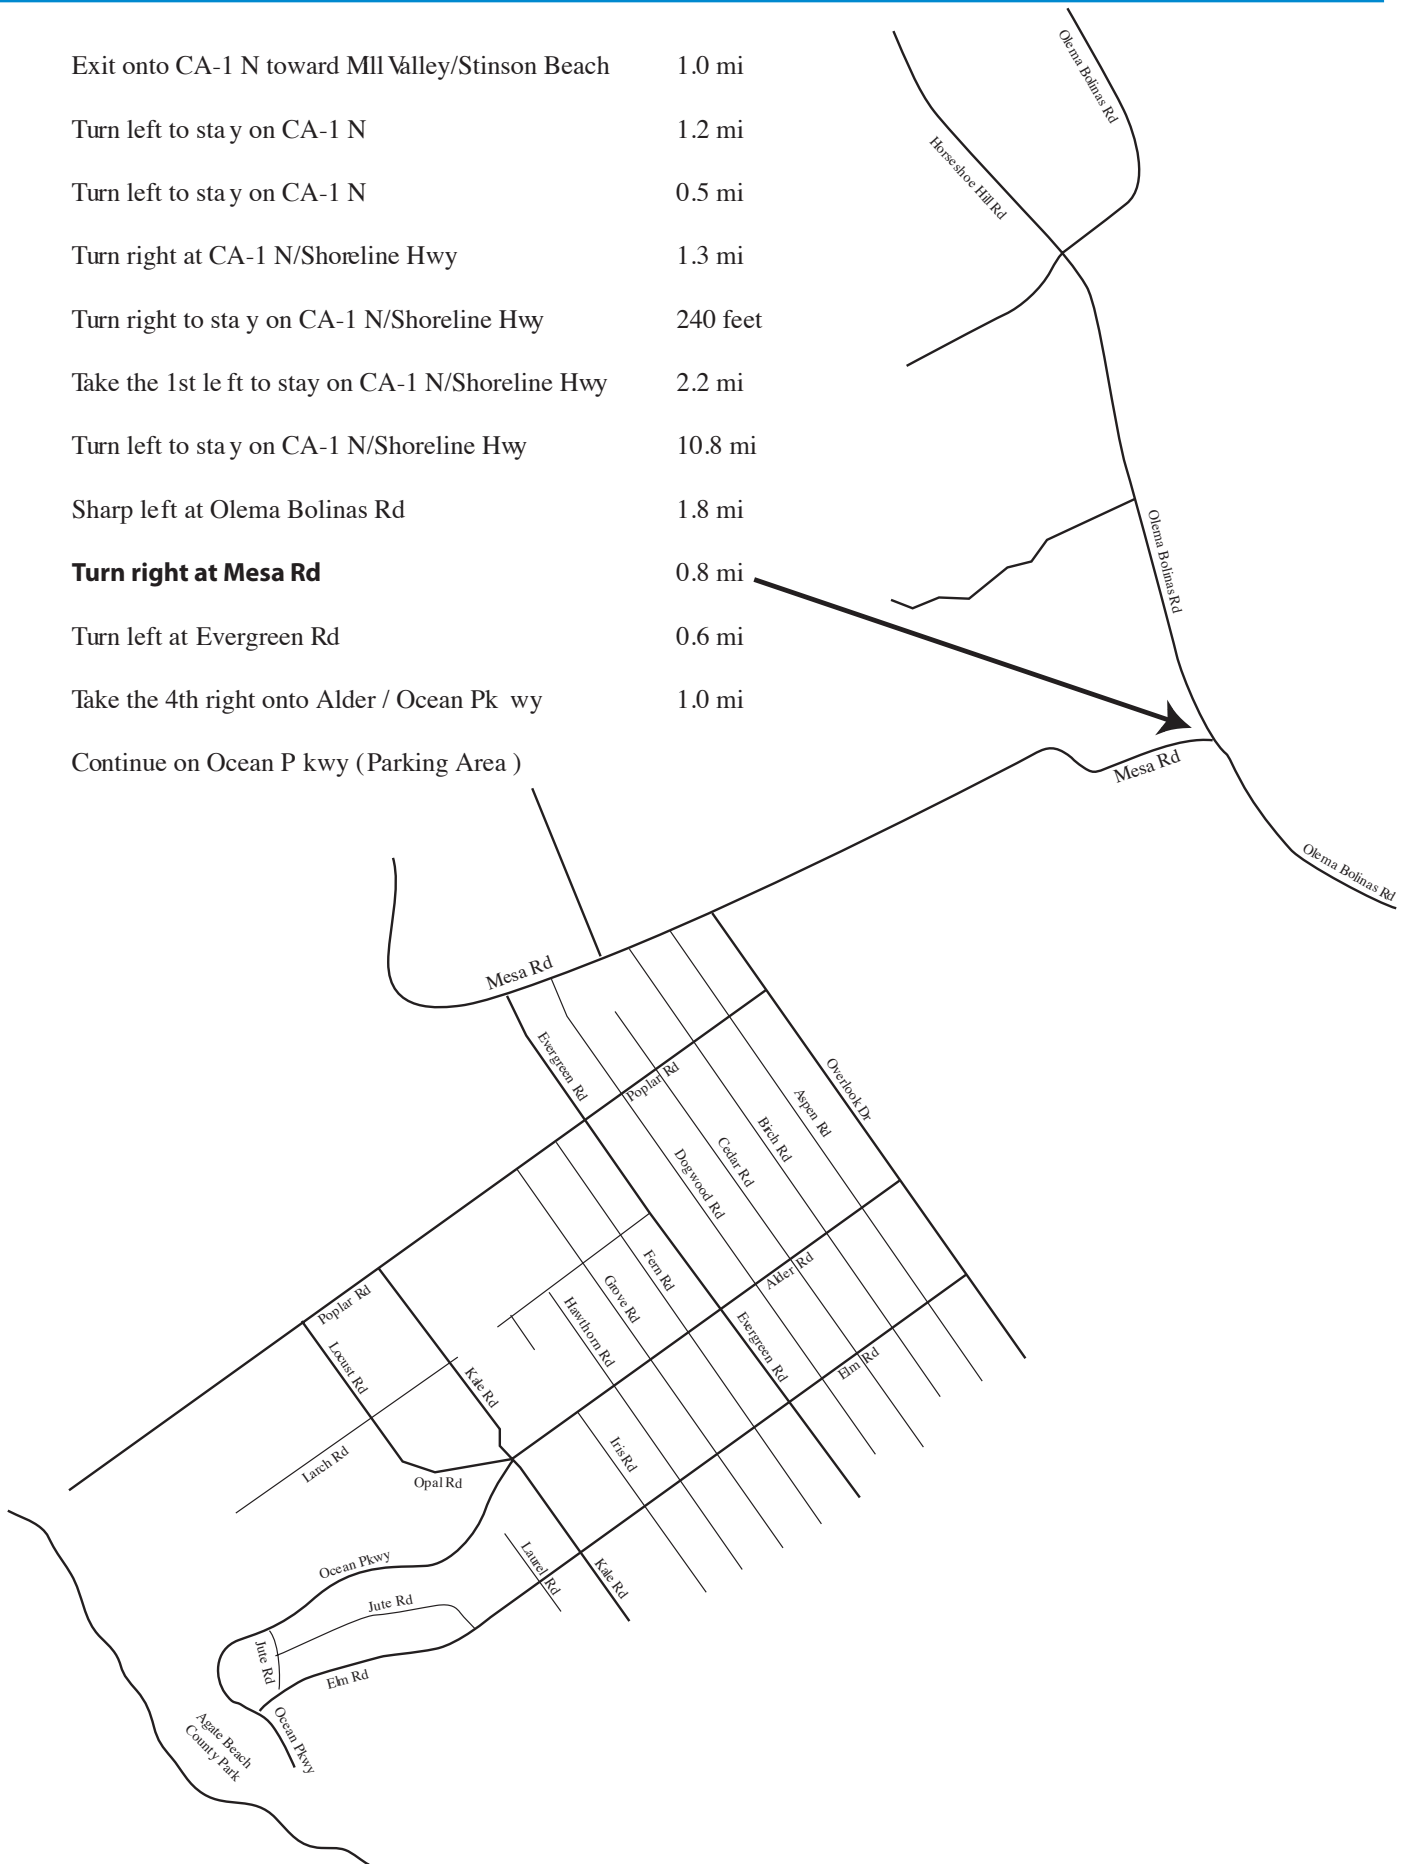 Exit onto CA-1 N toward Mll Valley/Stinson Beach 1.0 mi
Turn left to stay on CA-1 N 1.2 mi
Turn left to stay on CA-1 N 0.5 mi
Turn right at CA-1 N/Shoreline Hwy 1.3 mi
Turn right to stay on CA-1 N/Shoreline Hwy 240 feet
Take the 1st left to stay on CA-1 N/Shoreline Hwy 2.2 mi
Turn left to stay on CA-1 N/Shoreline Hwy 10.8 mi
Sharp left at Olema Bolinas Rd 1.8 mi
Turn right at Mesa Rd 0.8 mi
Turn left at Evergreen Rd 0.6 mi
Take the 4th right onto Alder / Ocean Pk wy 1.0 mi
Continue on Ocean P kwy (Parking Area )
Olema Bolinas Rd
Horseshoe Hill Rd
Olema Bolinas Rd
Mesa Rd
Olema Bolinas Rd
Mesa Rd
Evergreen Rd
Poplar Rd
Overlook Dr
Aspen Rd
Birch Rd
Cedar Rd
Dogwood Rd
Fern Rd
Alder Rd
Grove Rd
Hawthorn Rd
Evergreen Rd
Elm Rd
Poplar Rd
Locust Rd
Kale Rd
Larch Rd
Opal Rd
Iris Rd
Laurel Rd
Kale Rd
Ocean Pkwy
Jute Rd
Jute Rd
Elm Rd
Ocean Pkwy
Agate Beach
County Park